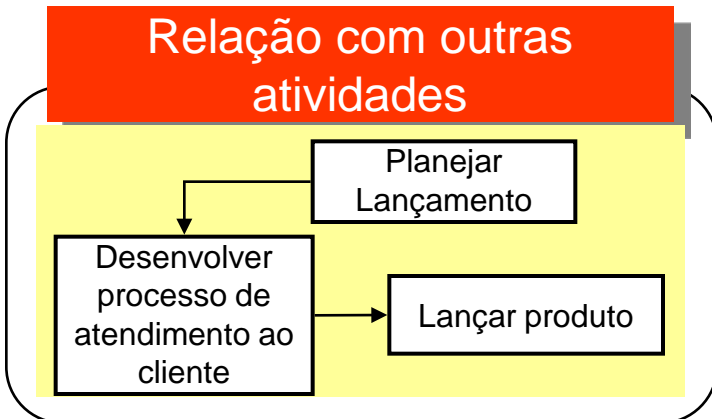 Relação com outras
atividades
Planejar
Lançamento
Desenvolver
processo de
atendimento ao
cliente
Lançar produto